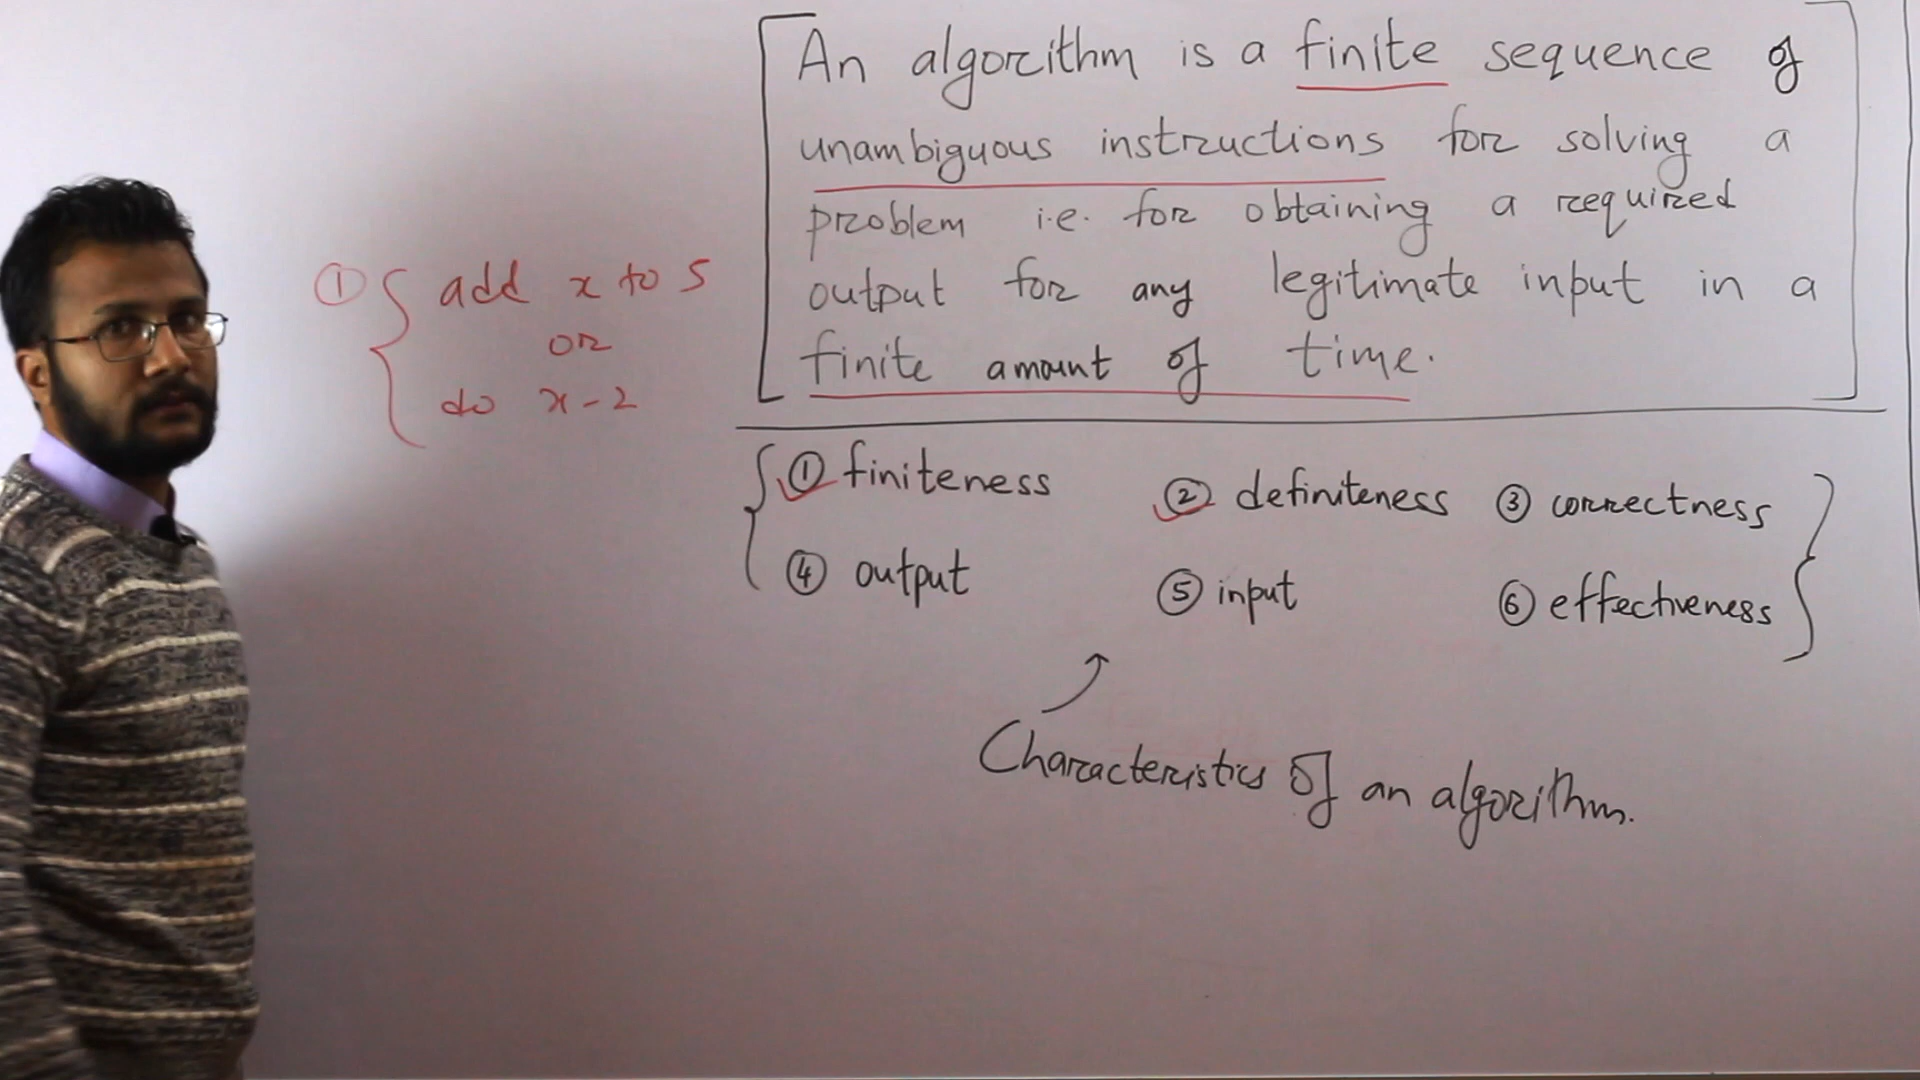 An algorithm is a finite sequence of
unambiguous instructions for solving a
problem i.e. for obtaining a required
output for any legitimate input in a
finite amount of time.
① add x to 5
or
do x-2
① finiteness ② definiteness ③ correctness
④ output ⑤ input ⑥ effectiveness
Characteristics of an algorithm.